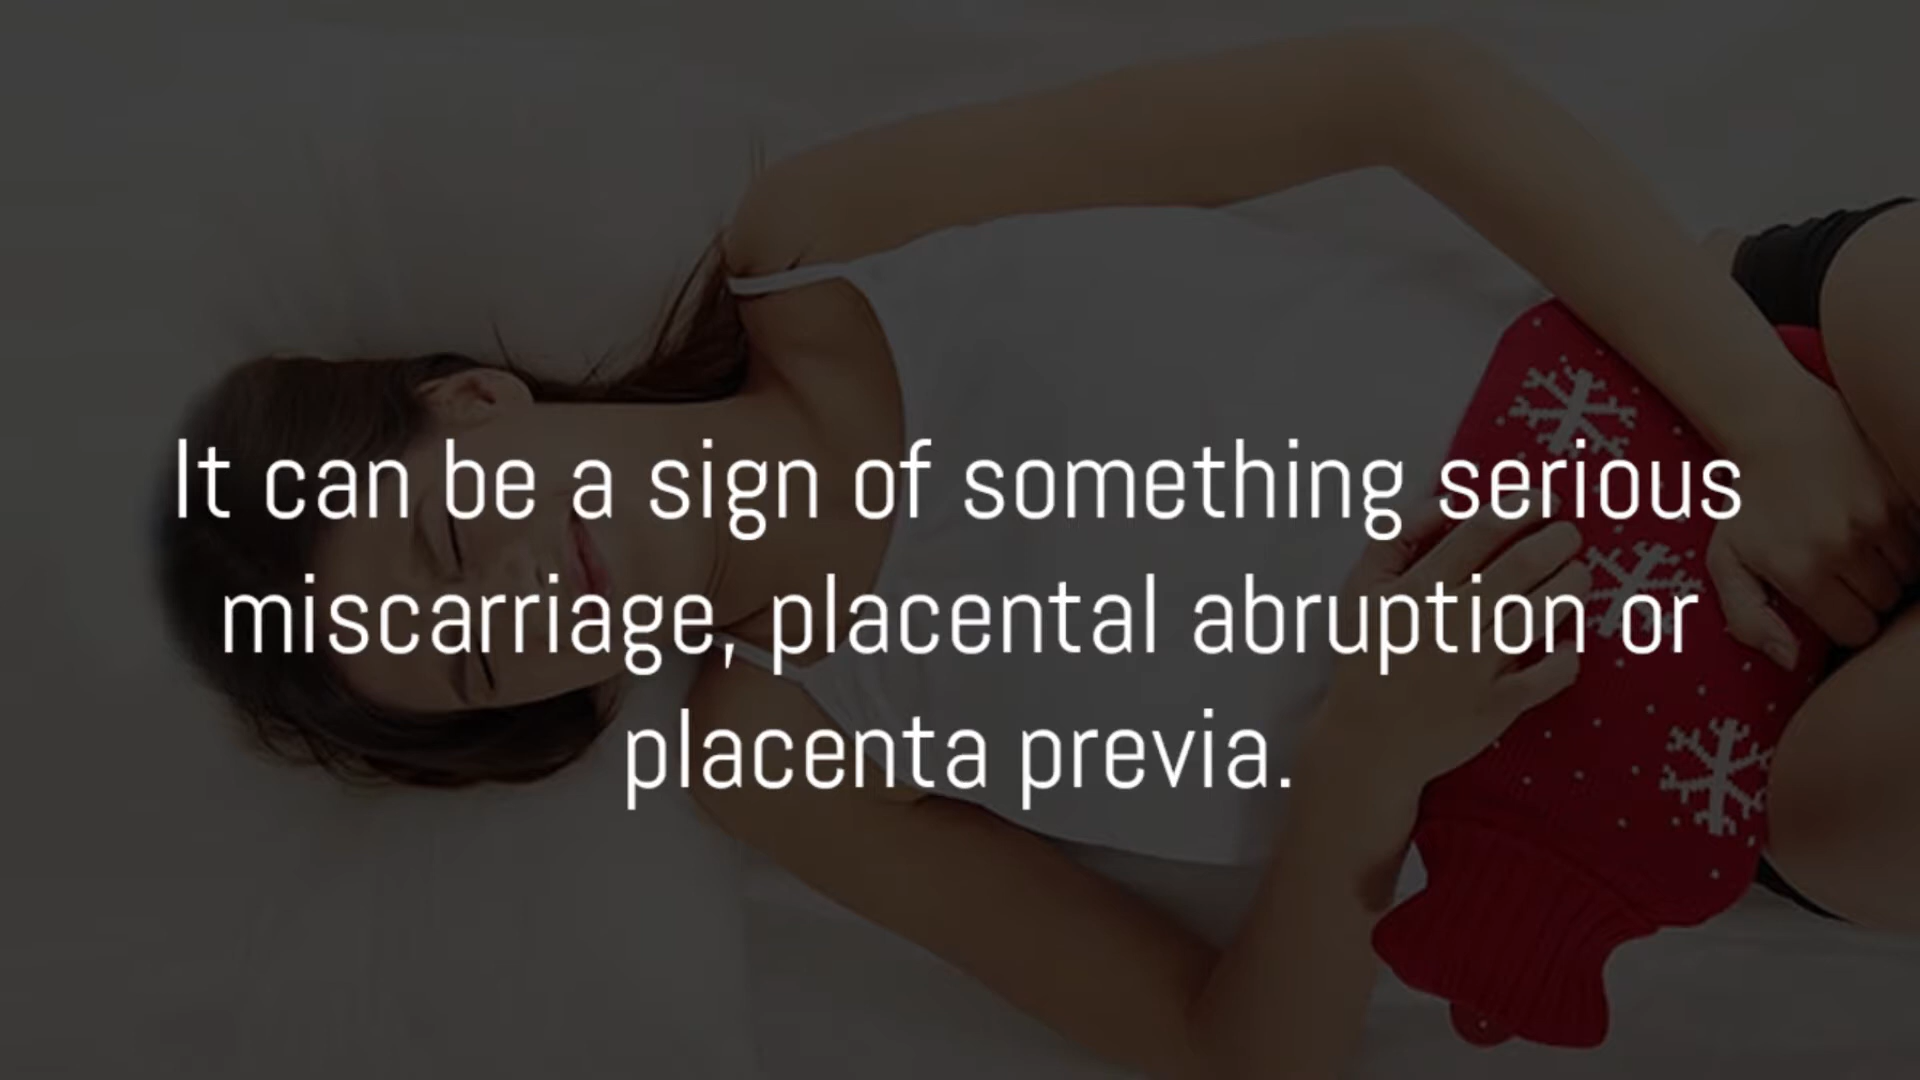 It can be a sign of something serious
miscarriage, placental abruption or
placenta previa.